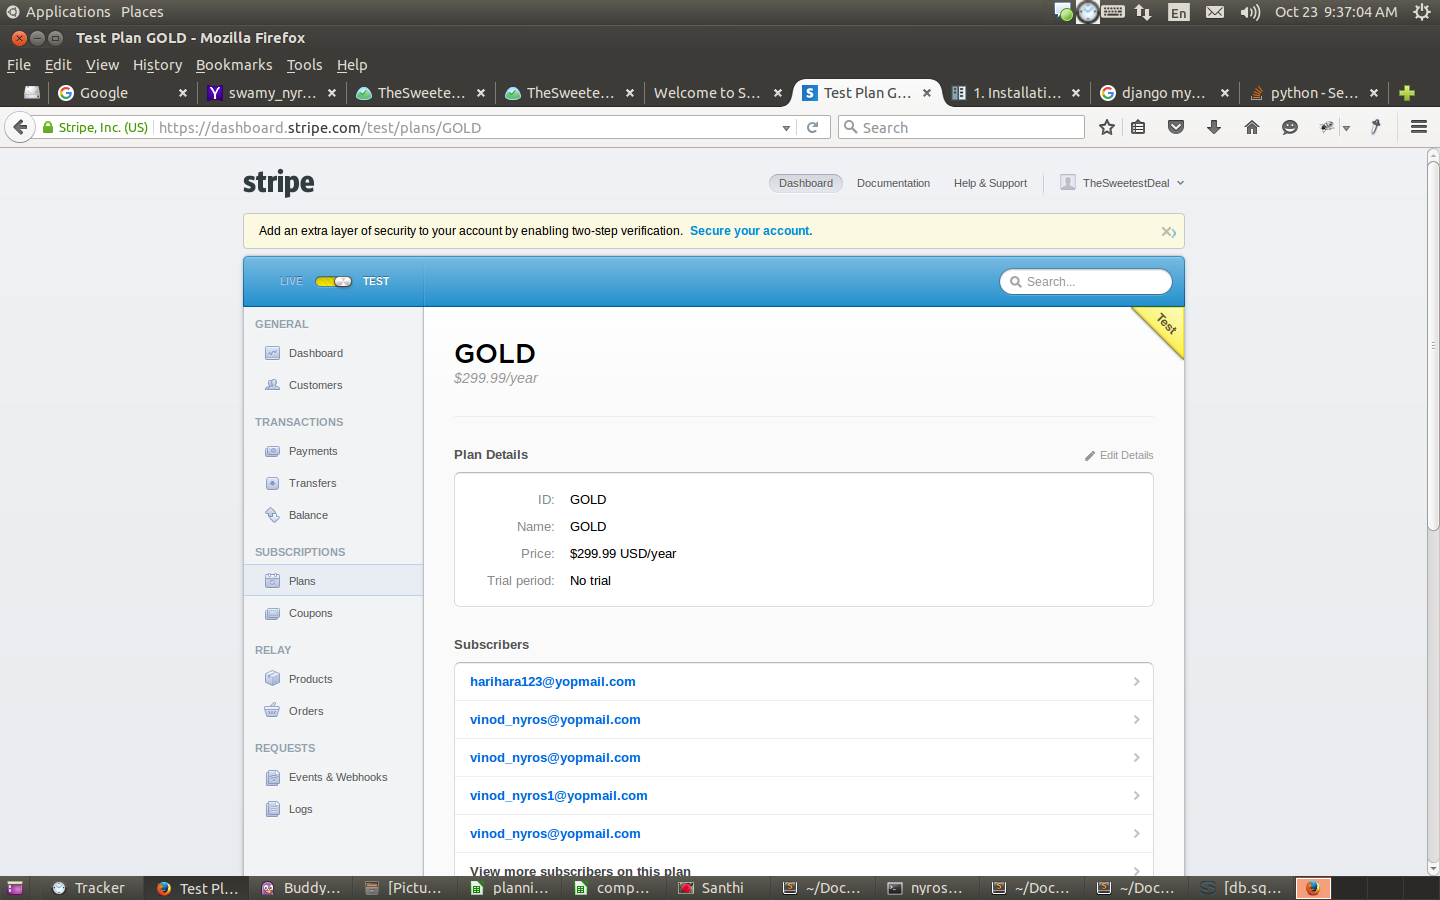 Applications Places
En Oct 23 9:37:04 AM
Test Plan GOLD - Mozilla Firefox
File Edit View History Bookmarks Tools Help
Google
swamy_nyr...
TheSweete...
TheSweete...
Welcome to S...
Test Plan G...
1. Installati...
django my...
python - Se...
Stripe, Inc. (US) https://dashboard.stripe.com/test/plans/GOLD
Search
stripe
Dashboard Documentation Help & Support TheSweetestDeal
Add an extra layer of security to your account by enabling two-step verification. Secure your account.
LIVE TEST
Search...
GENERAL
Dashboard
Customers
TRANSACTIONS
Payments
Transfers
Balance
SUBSCRIPTIONS
Plans
Coupons
RELAY
Products
Orders
REQUESTS
Events & Webhooks
Logs
Test
GOLD
$299.99/year
Plan Details Edit Details
ID: GOLD
Name: GOLD
Price: $299.99 USD/year
Trial period: No trial
Subscribers
harihara123@yopmail.com
vinod_nyros@yopmail.com
vinod_nyros@yopmail.com
vinod_nyros1@yopmail.com
vinod_nyros@yopmail.com
View more subscribers on this plan
Tracker
Test Pl...
Buddy...
[Pictu...
planni...
comp...
Santhi
~/Doc...
nyros...
~/Doc...
~/Doc...
[db.sq...